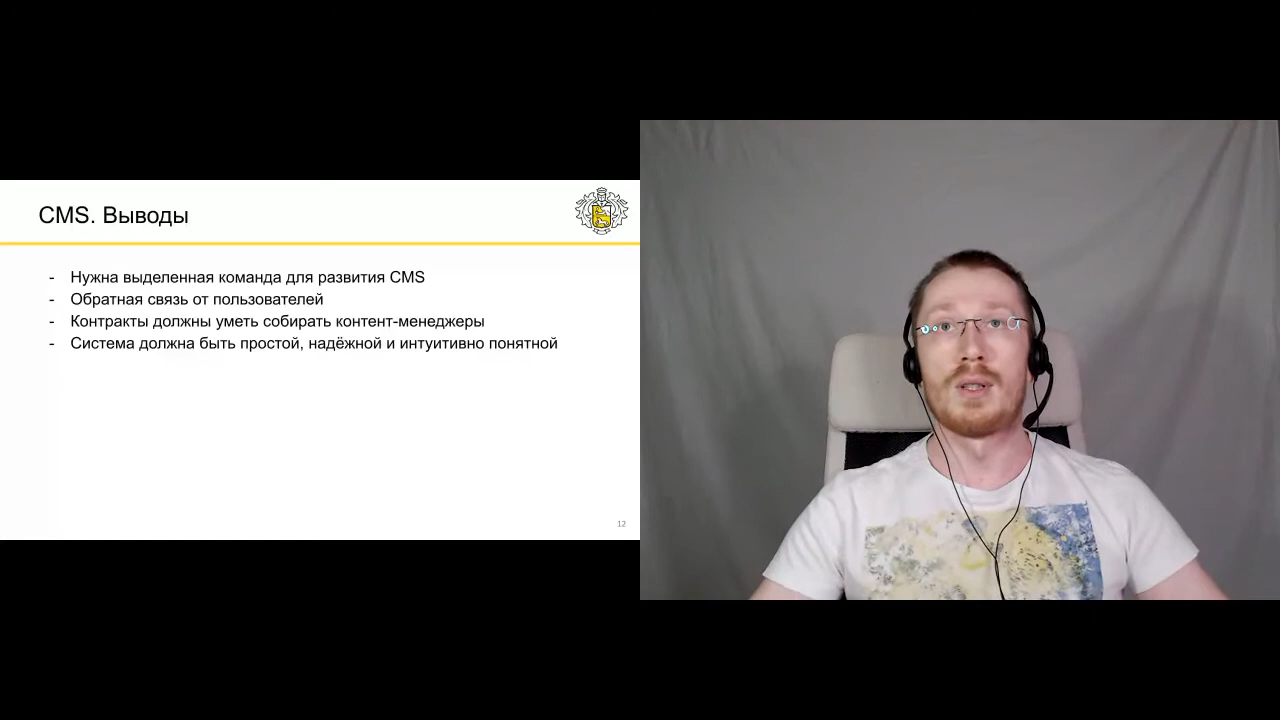 CMS. Выводы
- Нужна выделенная команда для развития CMS
- Обратная связь от пользователей
- Контракты должны уметь собирать контент-менеджеры
- Система должна быть простой, надёжной и интуитивно понятной
12